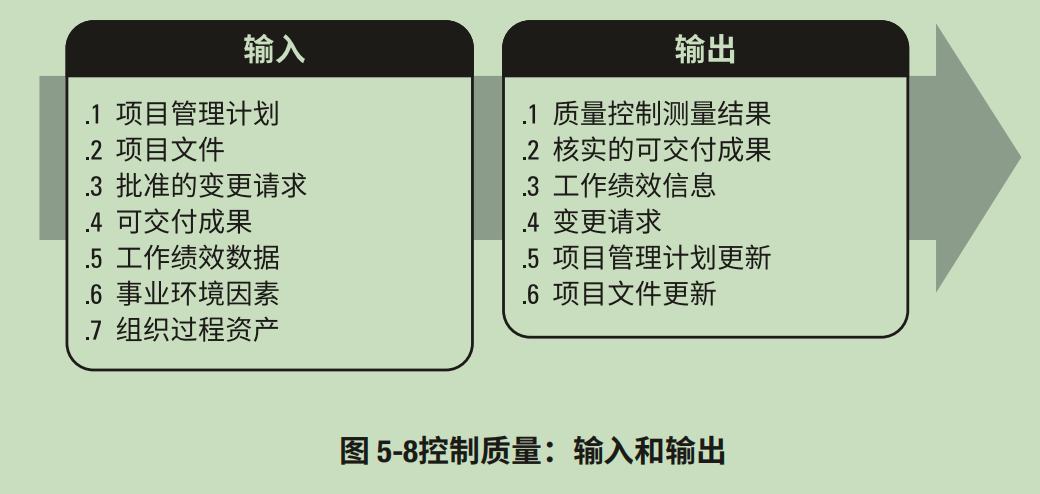 输入
.1 项目管理计划
.2 项目文件
.3 批准的变更请求
.4 可交付成果
.5 工作绩效数据
.6 事业环境因素
.7 组织过程资产
输出
.1 质量控制测量结果
.2 核实的可交付成果
.3 工作绩效信息
.4 变更请求
.5 项目管理计划更新
.6 项目文件更新
图 5-8控制质量：输入和输出